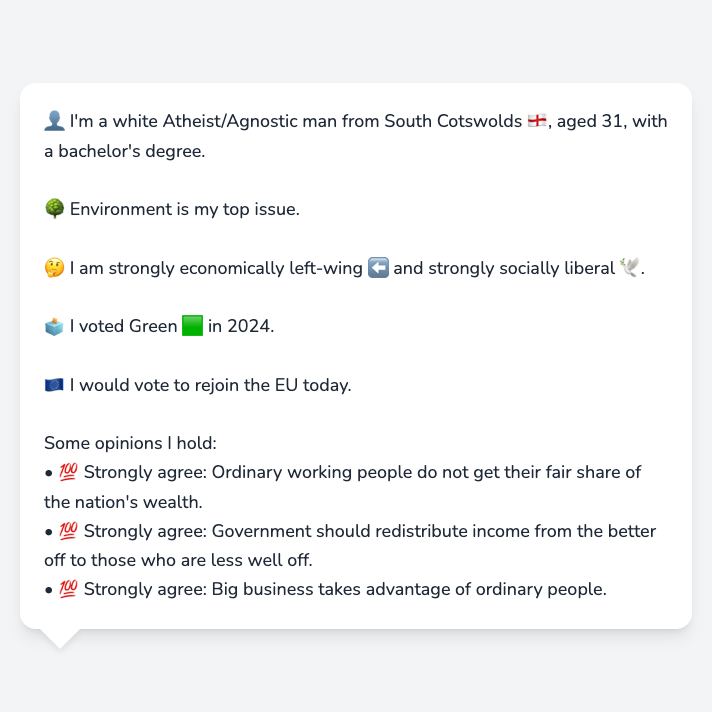 👤 I'm a white Atheist/Agnostic man from South Cotswolds 🏴󠁧󠁢󠁥󠁮󠁧󠁿, aged 31, with
a bachelor's degree.
🌳 Environment is my top issue.
🤔 I am strongly economically left-wing ⬅️ and strongly socially liberal 🕊️.
🗳️ I voted Green 🟩 in 2024.
🇪🇺 I would vote to rejoin the EU today.
Some opinions I hold:
• 💯 Strongly agree: Ordinary working people do not get their fair share of
the nation's wealth.
• 💯 Strongly agree: Government should redistribute income from the better
off to those who are less well off.
• 💯 Strongly agree: Big business takes advantage of ordinary people.